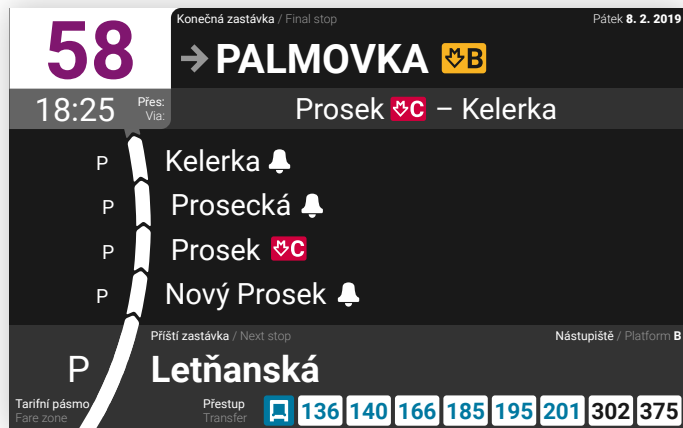 58
Konečná zastávka / Final stop
Pátek 8. 2. 2019
PALMOVKA B
18:25
Přes:
Via:
Prosek C – Kelerka
P Kelerka
P Prosecká
P Prosek C
P Nový Prosek
Příští zastávka / Next stop
Nástupiště / Platform B
P Letňanská
Tarifní pásmo
Fare zone
Přestup
Transfer
136 140 166 185 195 201 302 375